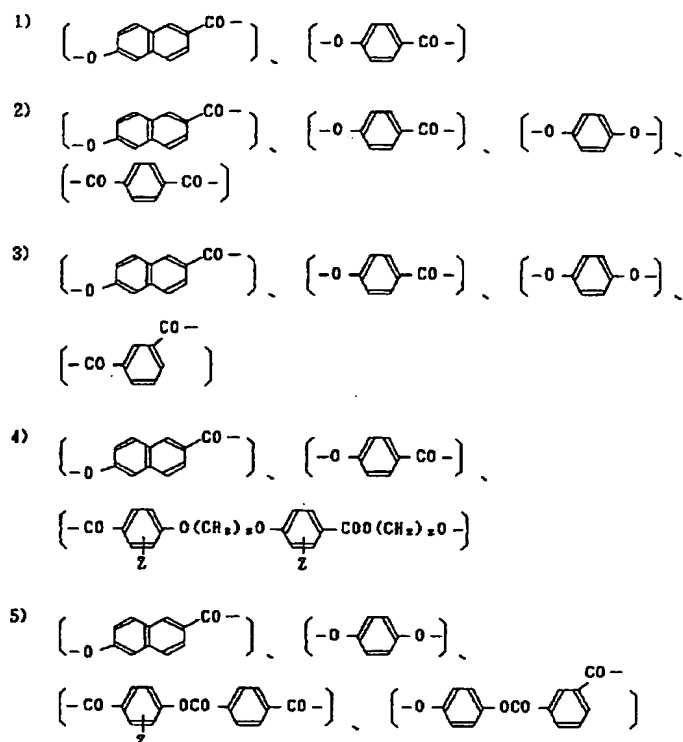 1) [-O CO-]、 [-O CO-]
2) [-O CO-]、 [-O CO-]、 [-O O-]、
[-CO CO-]
3) [-O CO-]、 [-O CO-]、 [-O O-]、
CO-
[-CO ]
4) [-O CO-]、 [-O CO-]、
[-CO O(CH₂)₂O COO(CH₂)₂O-]
Z Z
5) [-O CO-]、 [-O O-]、
CO-
[-CO OCO CO-]、 [-O OCO ]
Z